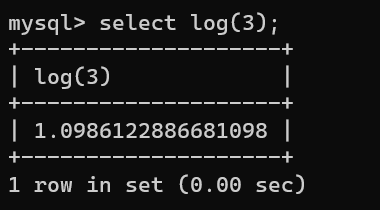 mysql> select log(3);
+--------------------+
| log(3)             |
+--------------------+
| 1.0986122886681098 |
+--------------------+
1 row in set (0.00 sec)